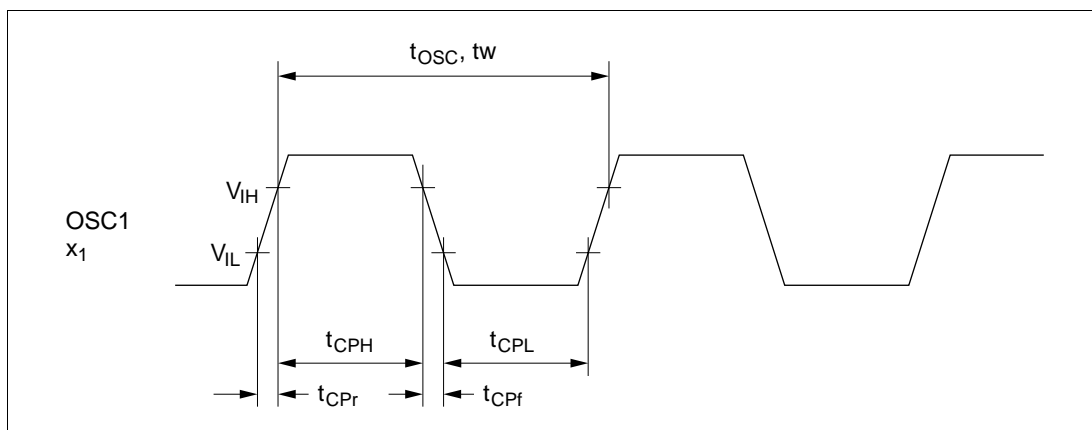 tOSC, tw
VIH
OSC1
x1
VIL
tCPH
tCPL
tCPr
tCPf